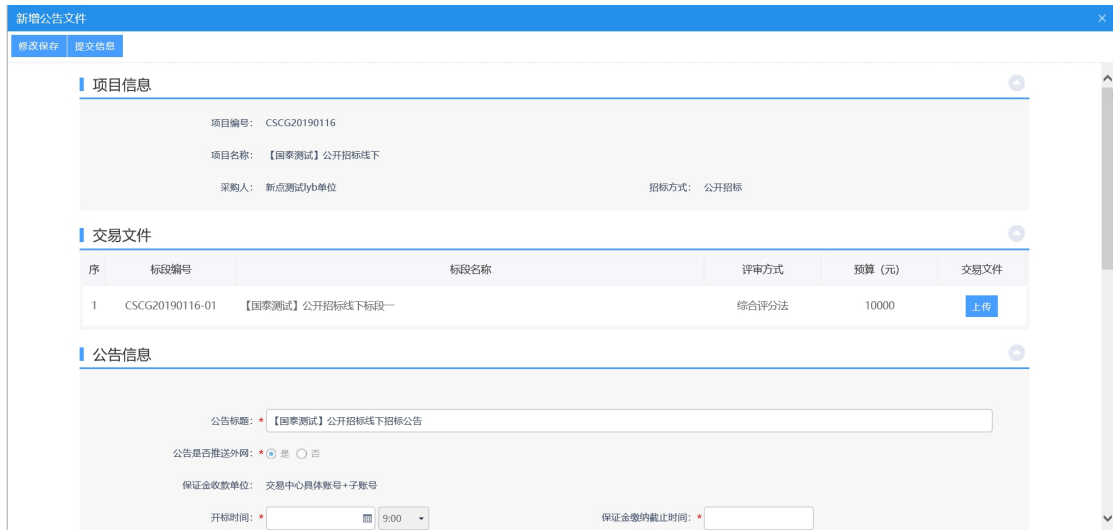 新增公告文件
修改保存 提交信息
项目信息
项目编号： CSCG20190116
项目名称： 【国泰测试】公开招标线下
采购人： 新点测试lyb单位 招标方式： 公开招标
交易文件
序 标段编号 标段名称 评审方式 预算（元） 交易文件
1 CSCG20190116-01 【国泰测试】公开招标线下标段一 综合评分法 10000 上传
公告信息
公告标题：* 【国泰测试】公开招标线下招标公告
公告是否推送外网：* 是 否
保证金收款单位： 交易中心具体账号+子账号
开标时间：* 9:00 保证金缴纳截止时间：*